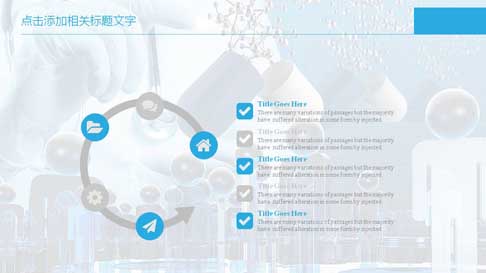 点击添加相关标题文字
Title Goes Here
There are many variations of passages but the majority
have suffered alteration in some form by injected
Title Goes Here
There are many variations of passages but the majority
have suffered alteration in some form by injected
Title Goes Here
There are many variations of passages but the majority
have suffered alteration in some form by injected
Title Goes Here
There are many variations of passages but the majority
have suffered alteration in some form by injected
Title Goes Here
There are many variations of passages but the majority
have suffered alteration in some form by injected